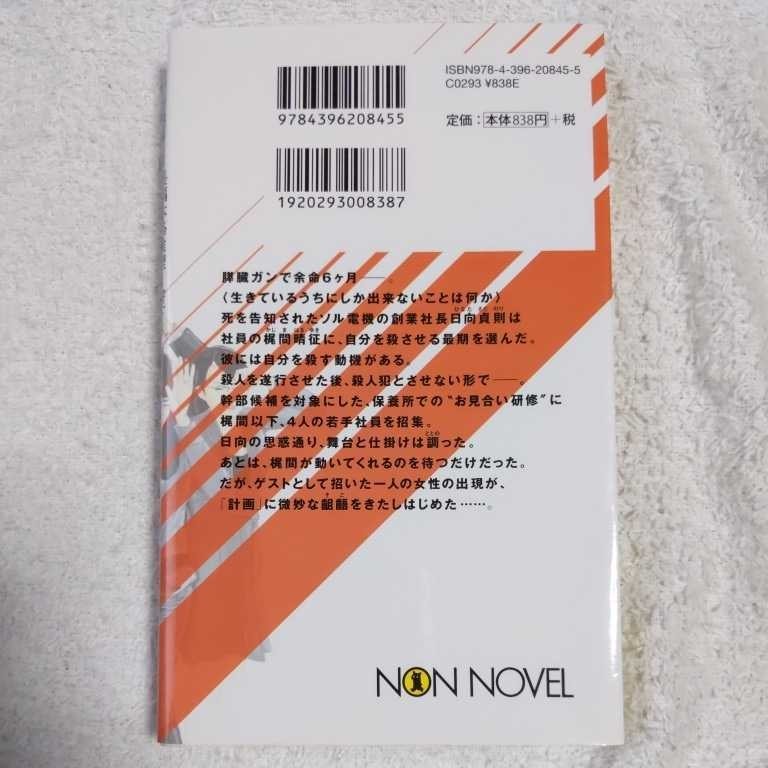 ISBN978-4-396-20845-5
C0293 ¥838E
定価：本体838円＋税
9784396208455
1920293008387
膵臓ガンで余命6ヶ月――。
〈生きているうちにしか出来ないことは何か〉
死を告知されたソル電機の創業社長日向貞則は
社員の梶間晴征に、自分を殺させる最期を選んだ。
彼には自分を殺す動機がある。
殺人を遂行させた後、殺人犯とさせない形で――。
幹部候補を対象にした、保養所での“お見合い研修”に
梶間以下、4人の若手社員を招集。
日向の思惑通り、舞台と仕掛けは調った。
あとは、梶間が動いてくれるのを待つだけだった。
だが、ゲストとして招いた一人の女性の出現が、
「計画」に微妙な齟齬をきたしはじめた……。
NON NOVEL